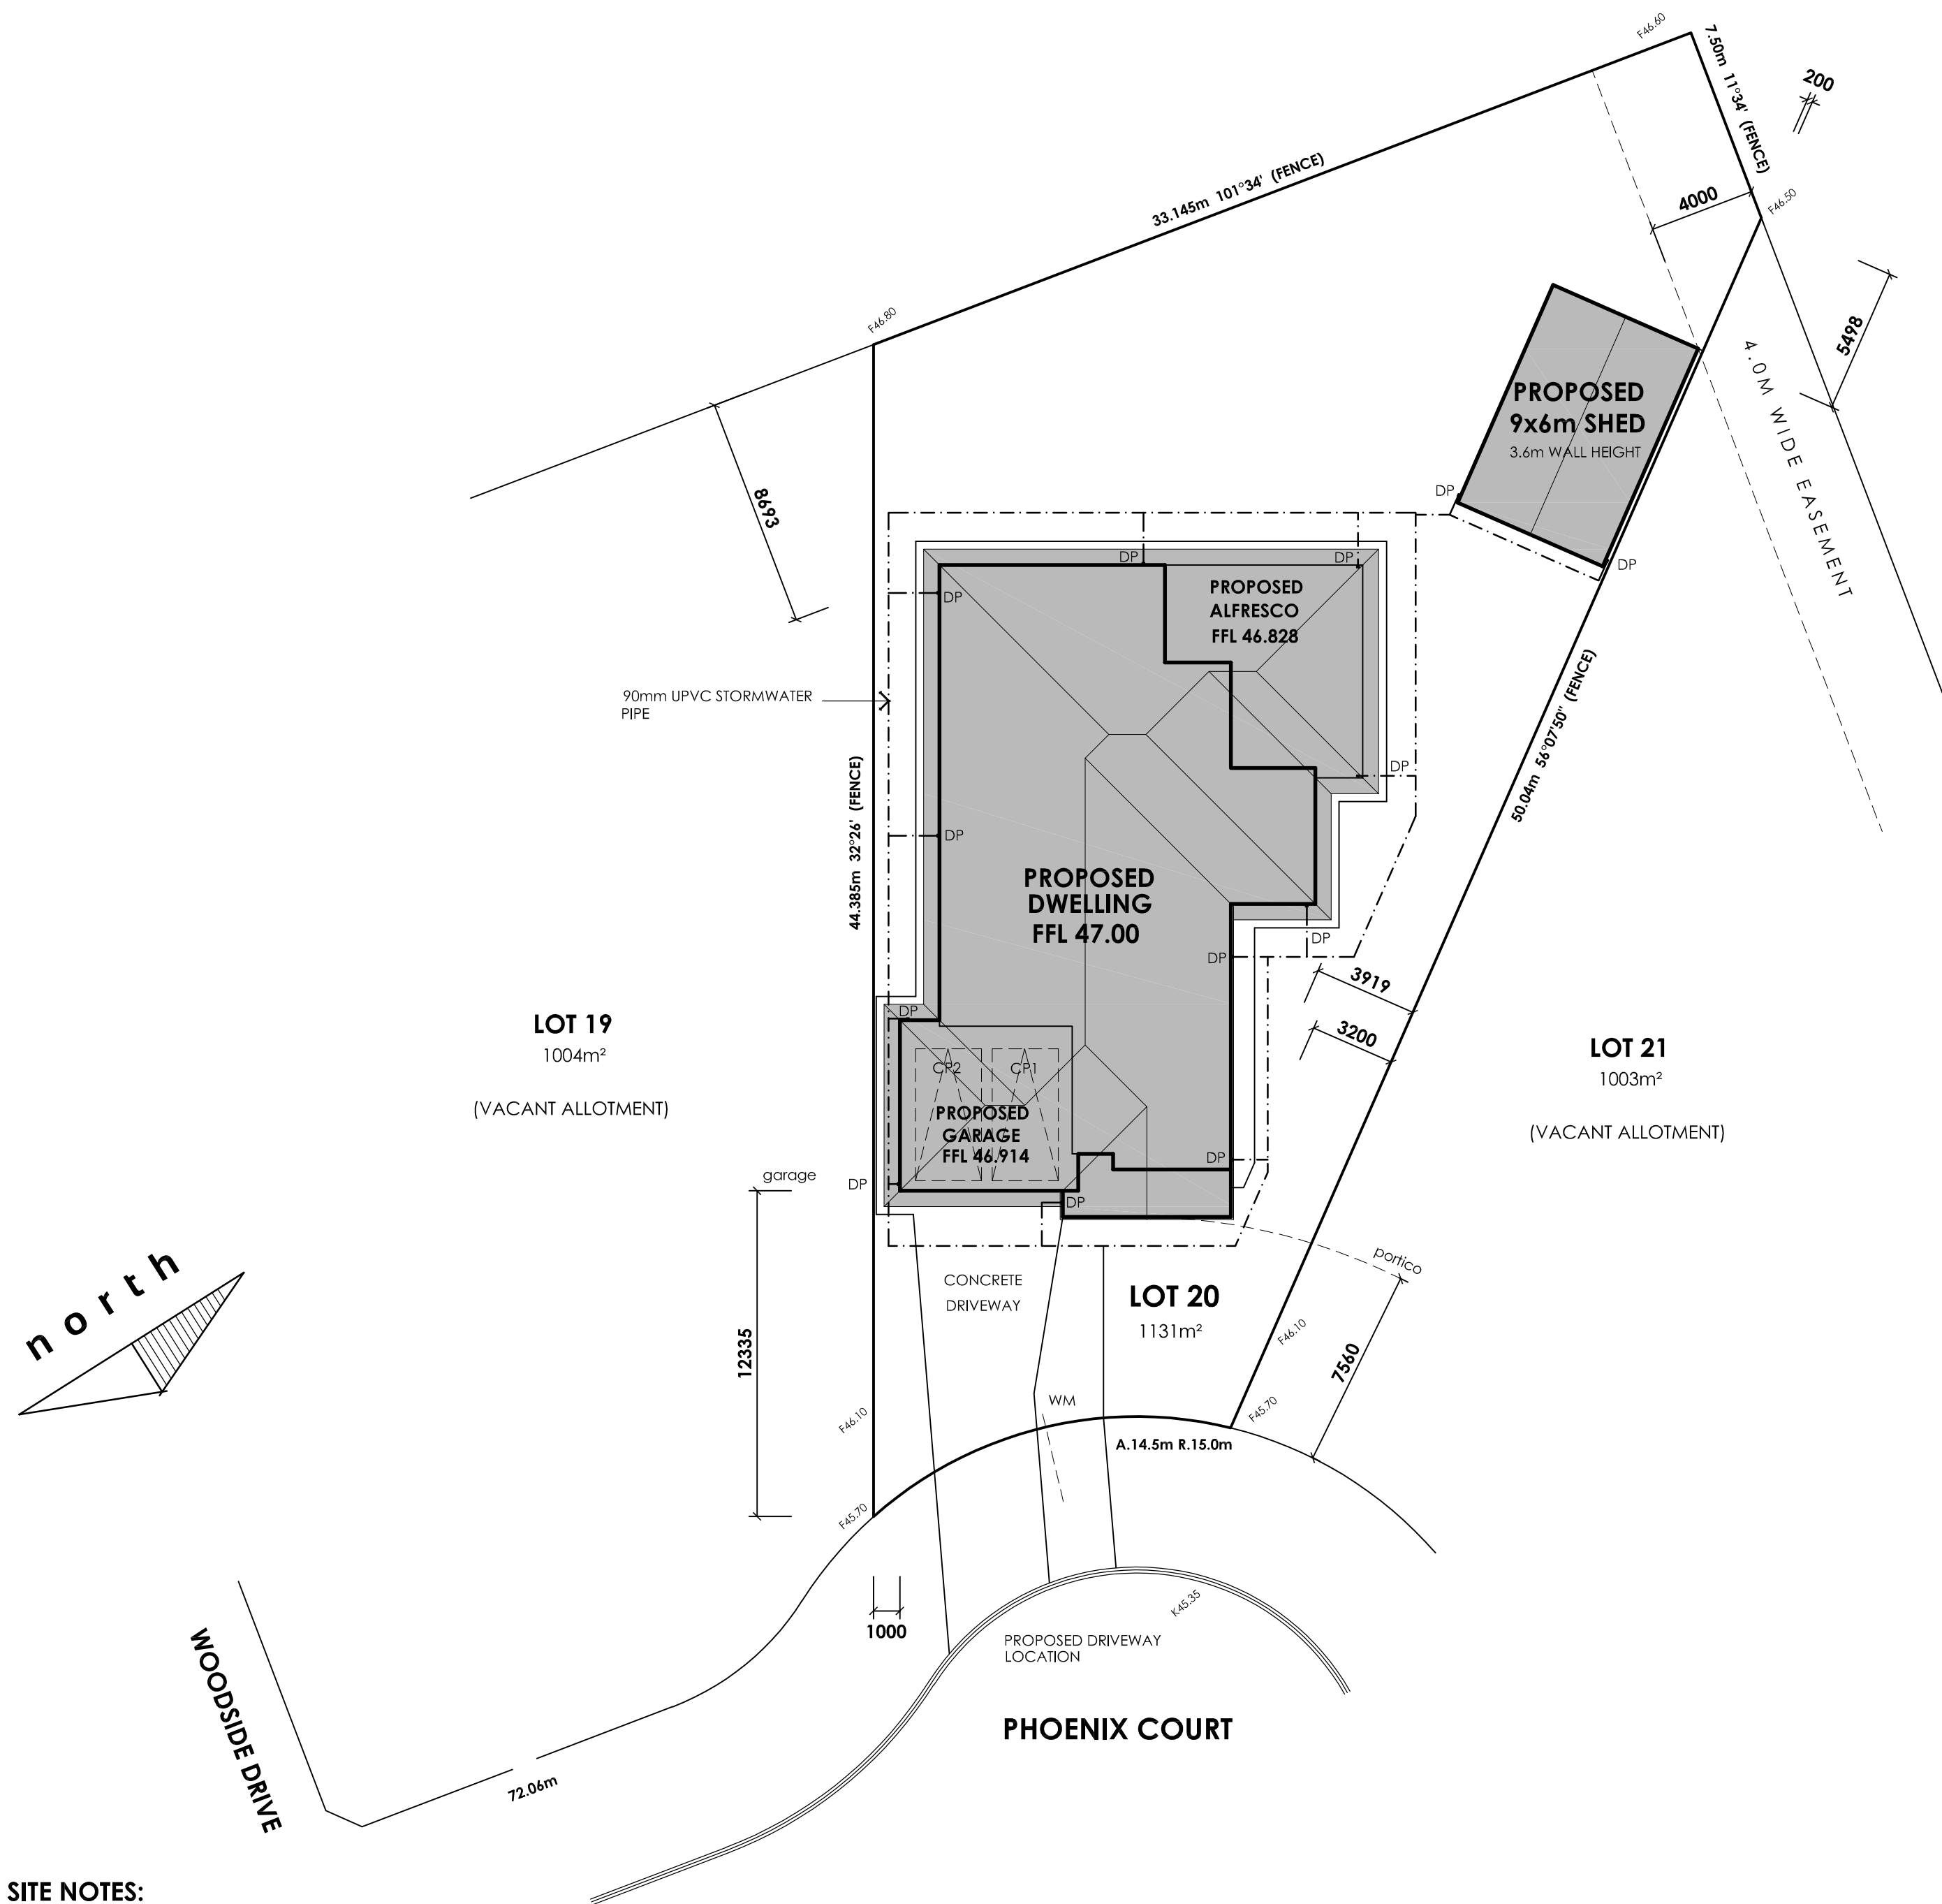 F46.60
7.50m 11°34' (FENCE)
200
33.145m 101°34' (FENCE)
4000
F46.50
F46.80
5498
4.0M WIDE EASEMENT
PROPOSED
9x6m SHED
3.6m WALL HEIGHT
8693
DP
DP
DP
DP
DP
PROPOSED
ALFRESCO
FFL 46.828
90mm UPVC STORMWATER
PIPE
50.04m 56°07'50" (FENCE)
DP
44.385m 32°26' (FENCE)
DP
PROPOSED
DWELLING
FFL 47.00
DP
DP
3919
3200
LOT 19
1004m²
(VACANT ALLOTMENT)
DP
LOT 21
1003m²
(VACANT ALLOTMENT)
CP2
CP1
PROPOSED
GARAGE
FFL 46.914
garage
DP
DP
DP
north
portico
CONCRETE
DRIVEWAY
LOT 20
1131m²
12335
F46.10
7560
WM
F46.10
F45.70
A.14.5m R.15.0m
F45.70
1000
K45.35
PROPOSED DRIVEWAY
LOCATION
WOODSIDE DRIVE
PHOENIX COURT
72.06m
SITE NOTES: